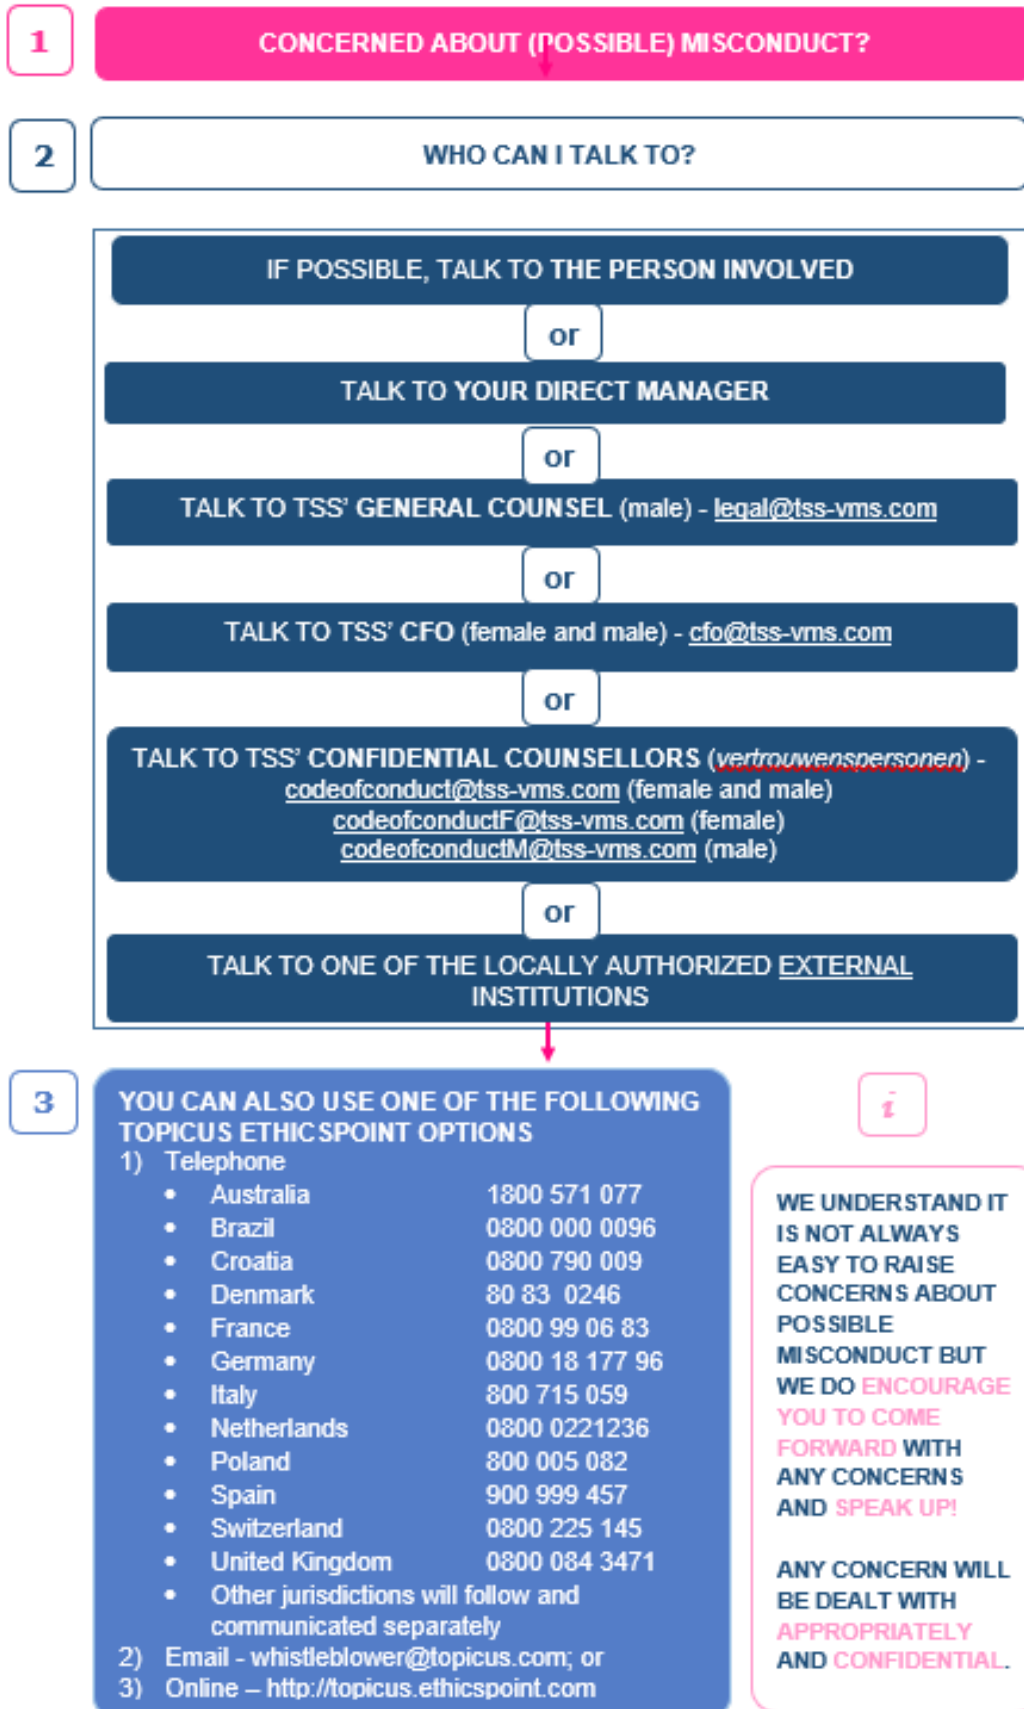 1
CONCERNED ABOUT (POSSIBLE) MISCONDUCT?
2
WHO CAN I TALK TO?
IF POSSIBLE, TALK TO THE PERSON INVOLVED
or
TALK TO YOUR DIRECT MANAGER
or
TALK TO TSS' GENERAL COUNSEL (male) - legal@tss-vms.com
or
TALK TO TSS' CFO (female and male) - cfo@tss-vms.com
or
TALK TO TSS' CONFIDENTIAL COUNSELLORS (vertrouwenspersonen) -
codeofconduct@tss-vms.com (female and male)
codeofconductF@tss-vms.com (female)
codeofconductM@tss-vms.com (male)
or
TALK TO ONE OF THE LOCALLY AUTHORIZED EXTERNAL
INSTITUTIONS
3
YOU CAN ALSO USE ONE OF THE FOLLOWING
TOPICUS ETHICSPOINT OPTIONS
1) Telephone
• Australia 1800 571 077
• Brazil 0800 000 0096
• Croatia 0800 790 009
• Denmark 80 83 0246
• France 0800 99 06 83
• Germany 0800 18 177 96
• Italy 800 715 059
• Netherlands 0800 0221236
• Poland 800 005 082
• Spain 900 999 457
• Switzerland 0800 225 145
• United Kingdom 0800 084 3471
• Other jurisdictions will follow and
communicated separately
2) Email - whistleblower@topicus.com; or
3) Online – http://topicus.ethicspoint.com
i
WE UNDERSTAND IT
IS NOT ALWAYS
EASY TO RAISE
CONCERNS ABOUT
POSSIBLE
MISCONDUCT BUT
WE DO ENCOURAGE
YOU TO COME
FORWARD WITH
ANY CONCERNS
AND SPEAK UP!
ANY CONCERN WILL
BE DEALT WITH
APPROPRIATELY
AND CONFIDENTIAL.